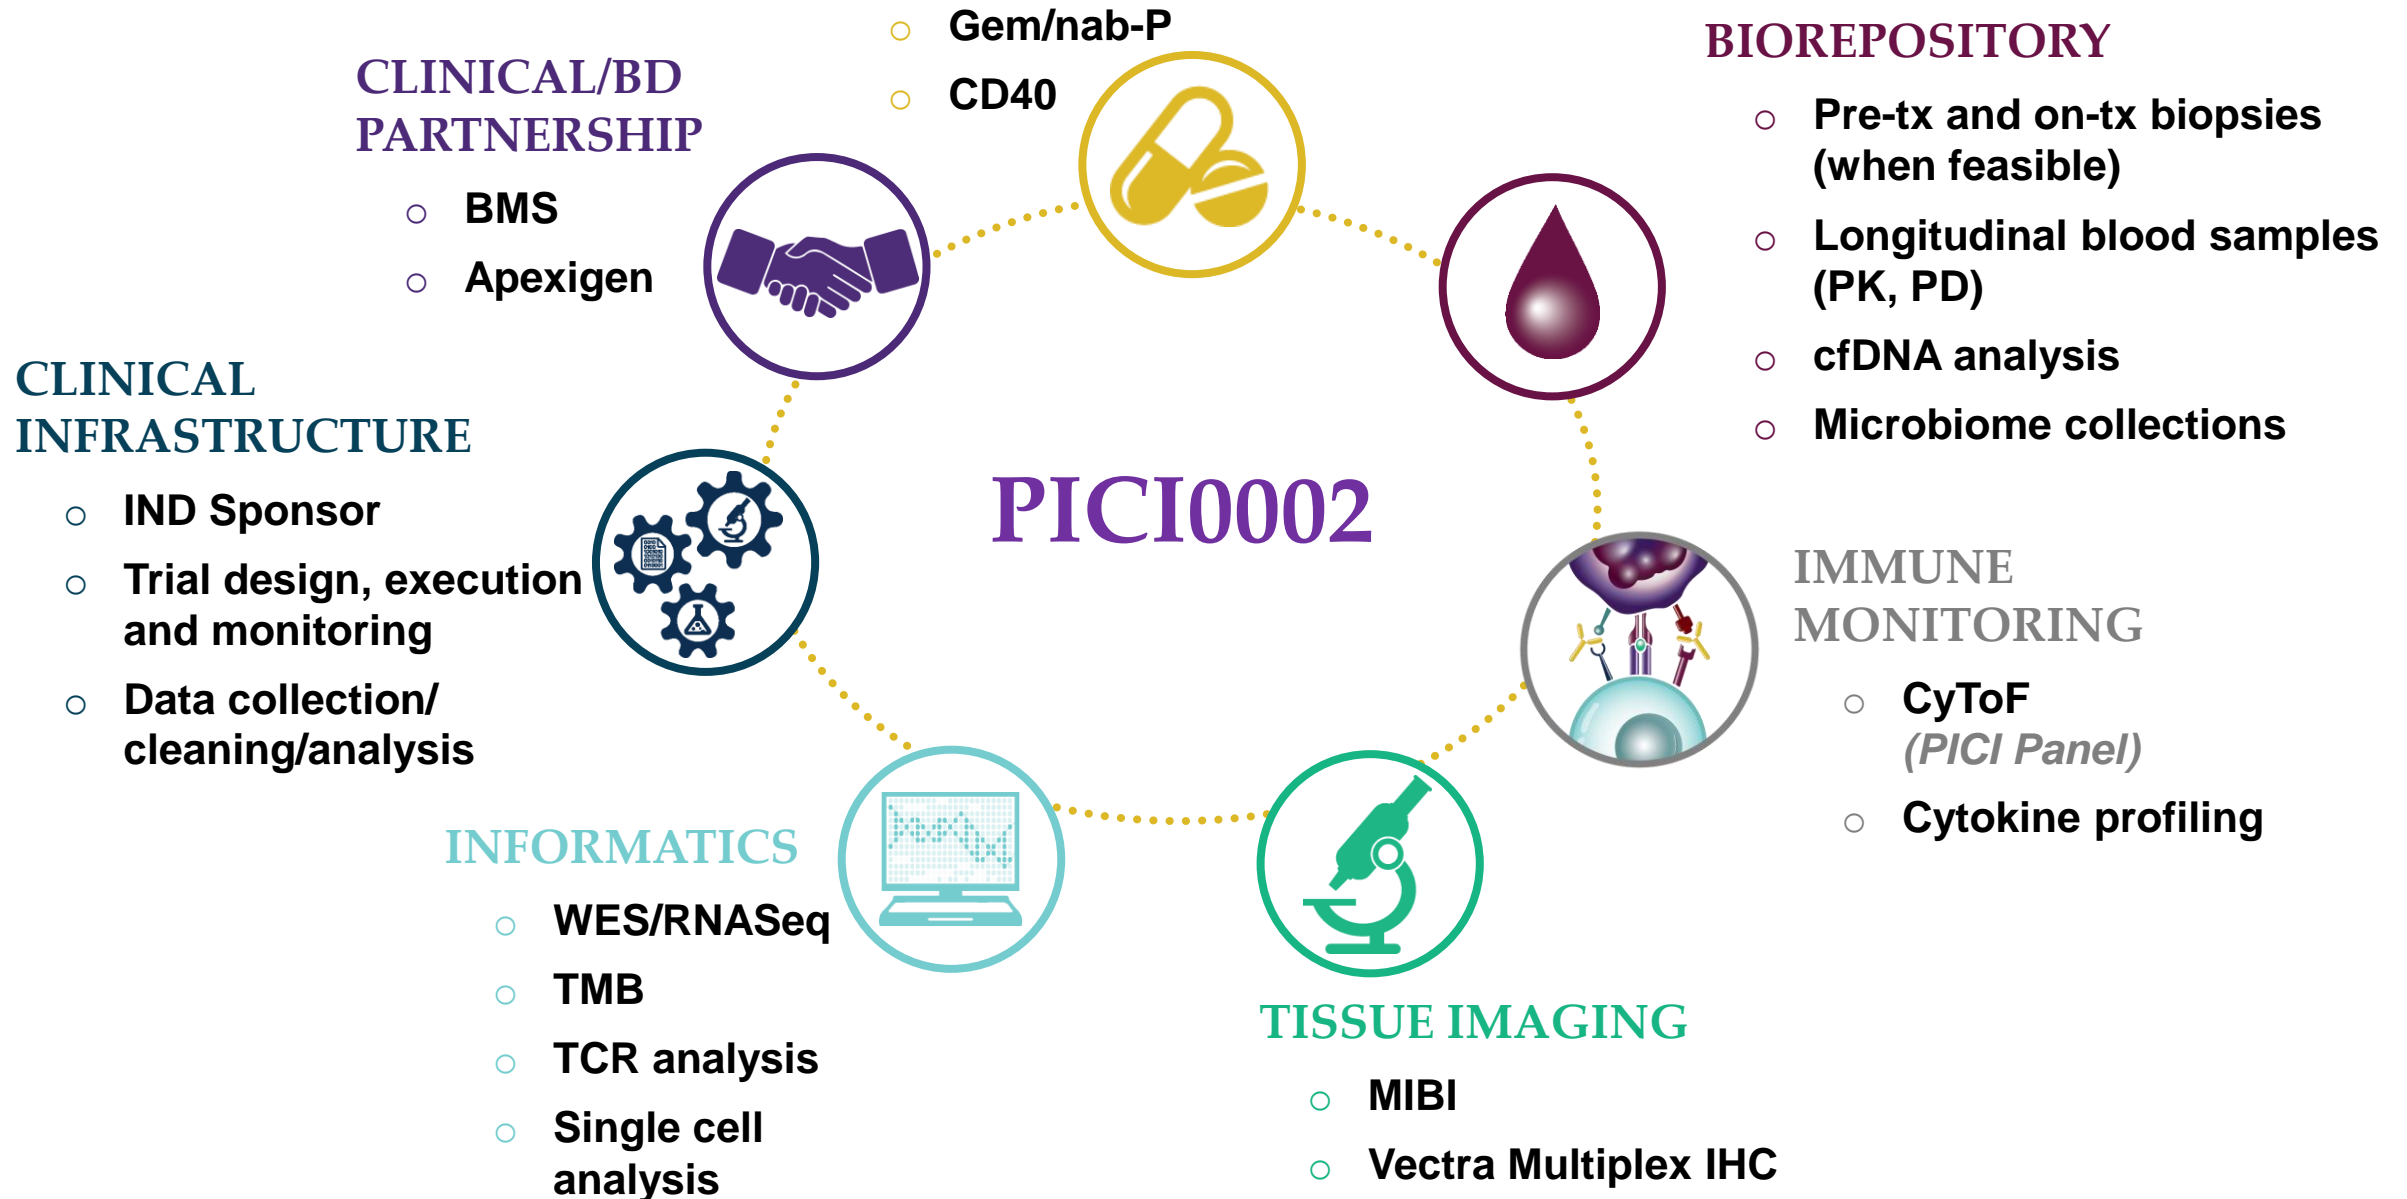 Gem/nab-P
CD40
CLINICAL/BD
PARTNERSHIP
BMS
Apexigen
BIOREPOSITORY
Pre-tx and on-tx biopsies
(when feasible)
Longitudinal blood samples
(PK, PD)
cfDNA analysis
Microbiome collections
CLINICAL
INFRASTRUCTURE
IND Sponsor
Trial design, execution
and monitoring
Data collection/
cleaning/analysis
PICI0002
IMMUNE
MONITORING
CyToF
(PICI Panel)
Cytokine profiling
INFORMATICS
WES/RNASeq
TMB
TCR analysis
Single cell
analysis
TISSUE IMAGING
MIBI
Vectra Multiplex IHC